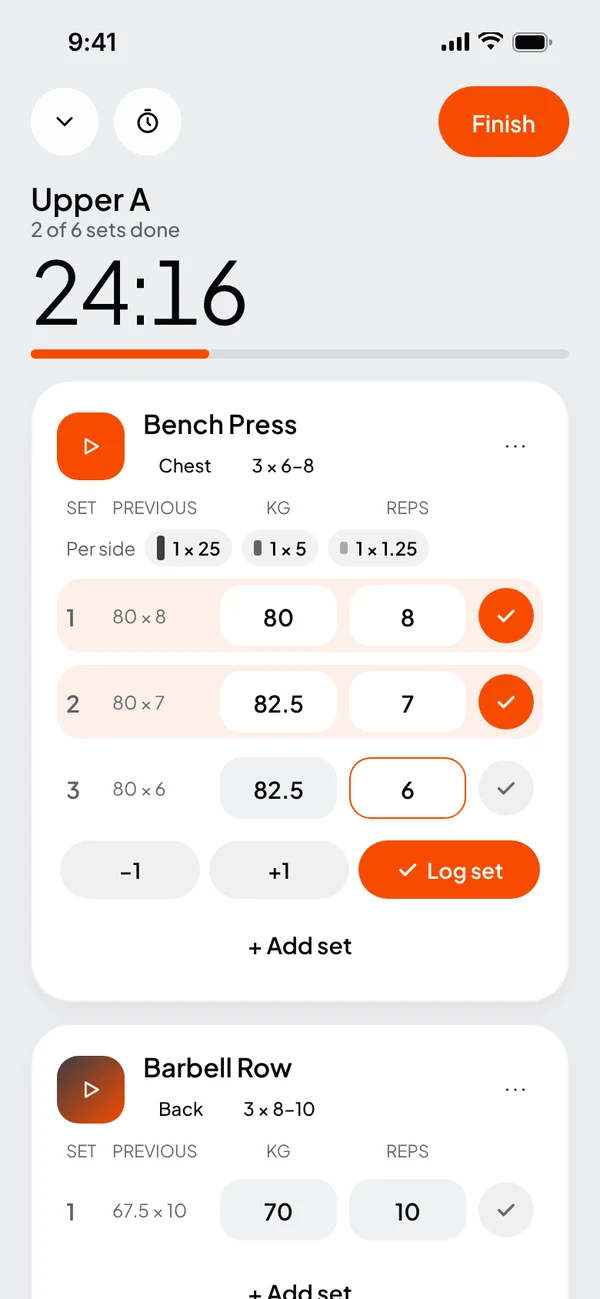 9:41
Finish
Upper A
2 of 6 sets done
24:16
Bench Press
...
Chest 3 × 6–8
SET PREVIOUS KG REPS
Per side 1 × 25 1 × 5 1 × 1.25
1 80 × 8 80 8
2 80 × 7 82.5 7
3 80 × 6 82.5 6
−1 +1 Log set
+ Add set
Barbell Row
...
Back 3 × 8–10
SET PREVIOUS KG REPS
1 67.5 × 10 70 10
+ Add set